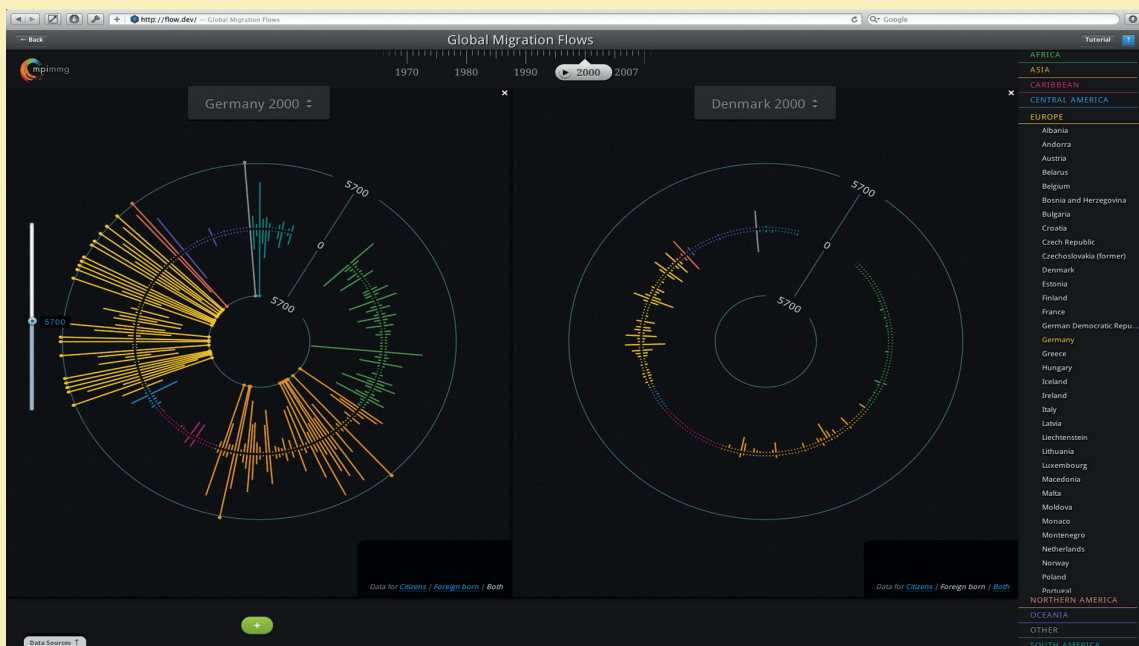 http://flow.dev/ — Global Migration Flows
Google
← Back
Global Migration Flows
Tutorial
?
mpimmg
1970 1980 1990 2000 2007
Germany 2000
5700
0
5700
5700
Data for Citizens | Foreign born | Both
Denmark 2000
5700
0
5700
Data for Citizens | Foreign born | Both
AFRICA
ASIA
CARIBBEAN
CENTRAL AMERICA
EUROPE
Albania
Andorra
Austria
Belarus
Belgium
Bosnia and Herzegovina
Bulgaria
Croatia
Czech Republic
Czechoslovakia (former)
Denmark
Estonia
Finland
France
German Democratic Repu...
Germany
Greece
Hungary
Iceland
Ireland
Italy
Latvia
Liechtenstein
Lithuania
Luxembourg
Macedonia
Malta
Moldova
Monaco
Montenegro
Netherlands
Norway
Poland
Portugal
NORTHERN AMERICA
OCEANIA
OTHER
SOUTH AMERICA
+
Data Sources ↑